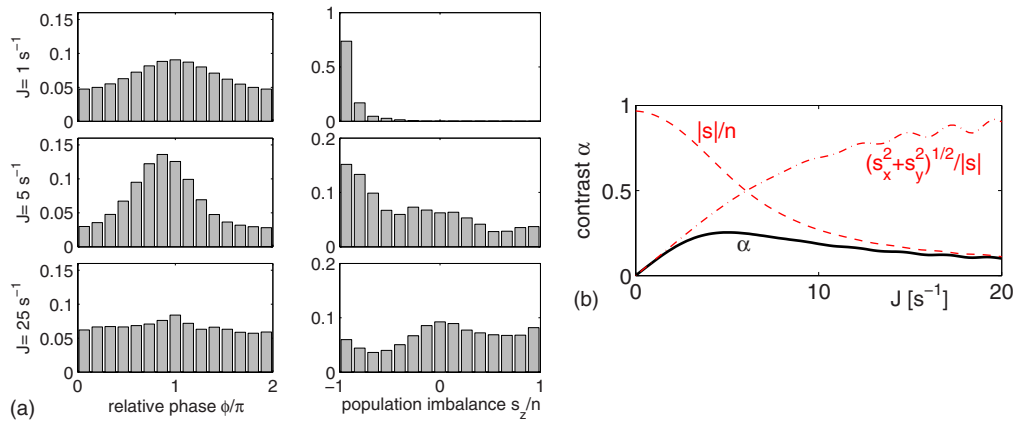 J= 1 s⁻¹
0.15
0.1
0.05
0
1
0.5
0
J= 5 s⁻¹
0.15
0.1
0.05
0
0.2
0.1
0
J= 25 s⁻¹
0.15
0.1
0.05
0
0 1 2
0.2
0.1
0
−1 0 1
(a) relative phase ϕ/π
population imbalance s_z/n
contrast α
1
0.5
0
|s|/n
(s_x²+s_y²)^1/2/|s|
α
0 10 20
(b) J [s⁻¹]